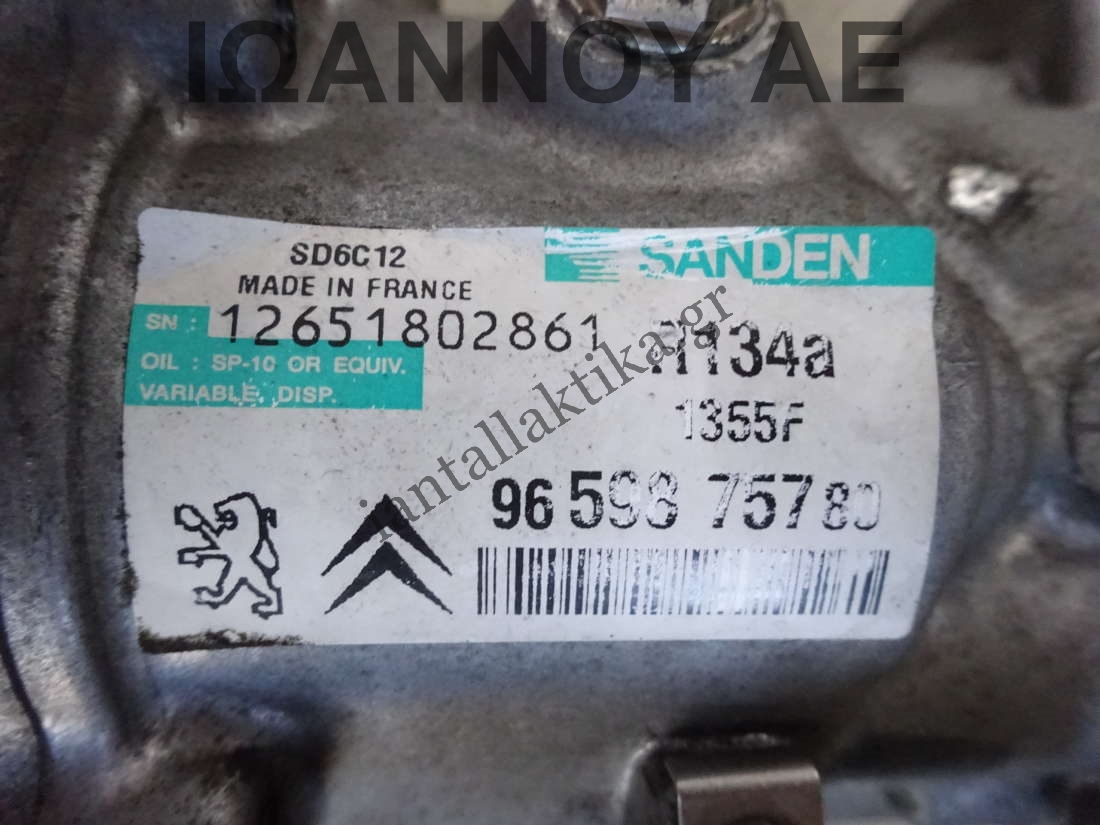 ΙΩΑΝΝΟΥ ΑΕ
SD6C12
MADE IN FRANCE
SANDEN
SN : 12651802861
R134a
OIL : SP-10 OR EQUIV.
VARIABLE DISP.
1355F
96 598 757 80
iantallaktika.gr